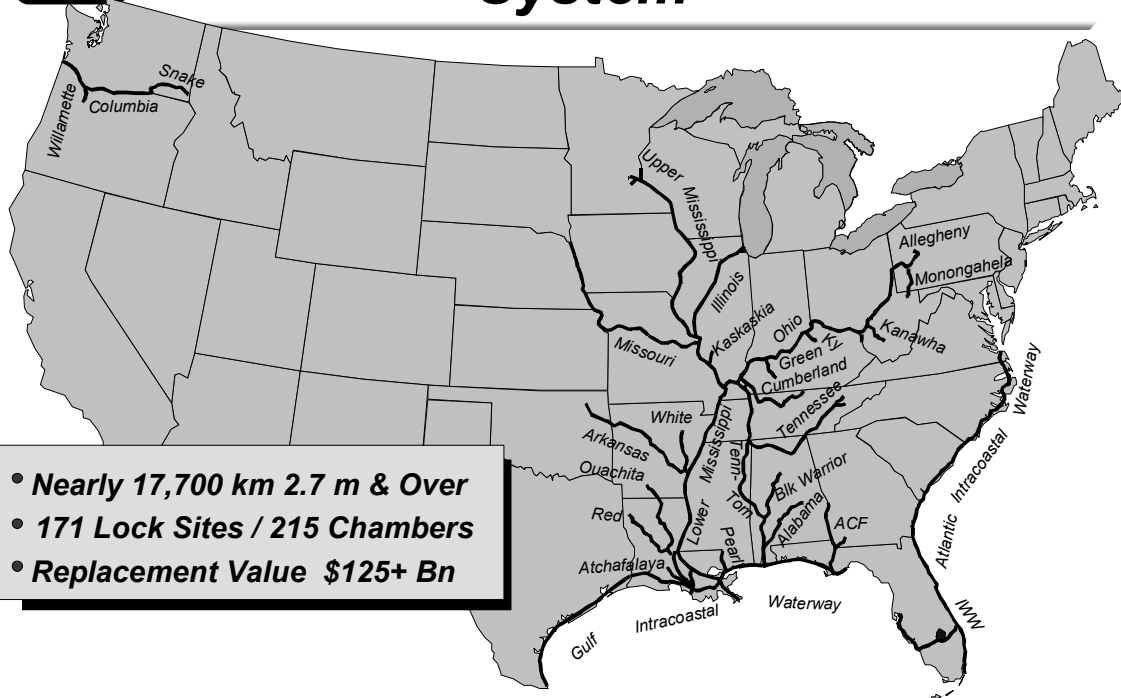 System
Snake
Columbia
Willamette
Upper Mississippi
Illinois
Kaskaskia
Missouri
Ohio
Allegheny
Monongahela
Kanawha
Ky
Green
Cumberland
Tennessee
White
Arkansas
Ouachita
Red
Atchafalaya
Lower Mississippi
Tenn-
Tom
Pearl
Blk Warrior
Alabama
ACF
Gulf Intracoastal Waterway
Atlantic Intracoastal Waterway
IWW
• Nearly 17,700 km 2.7 m & Over
• 171 Lock Sites / 215 Chambers
• Replacement Value $125+ Bn